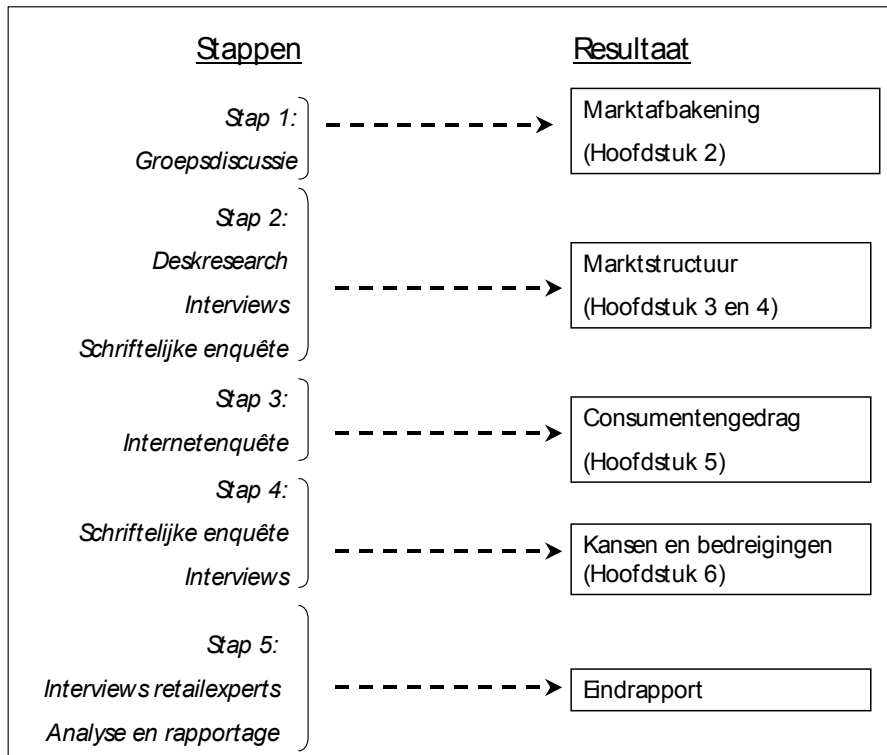 Stappen
Resultaat
Stap 1:
Groepsdiscussie
Marktafbakening
(Hoofdstuk 2)
Stap 2:
Deskresearch
Interviews
Schriftelijke enquête
Marktstructuur
(Hoofdstuk 3 en 4)
Stap 3:
Internetenquête
Consumentengedrag
(Hoofdstuk 5)
Stap 4:
Schriftelijke enquête
Interviews
Kansen en bedreigingen
(Hoofdstuk 6)
Stap 5:
Interviews retailexperts
Analyse en rapportage
Eindrapport